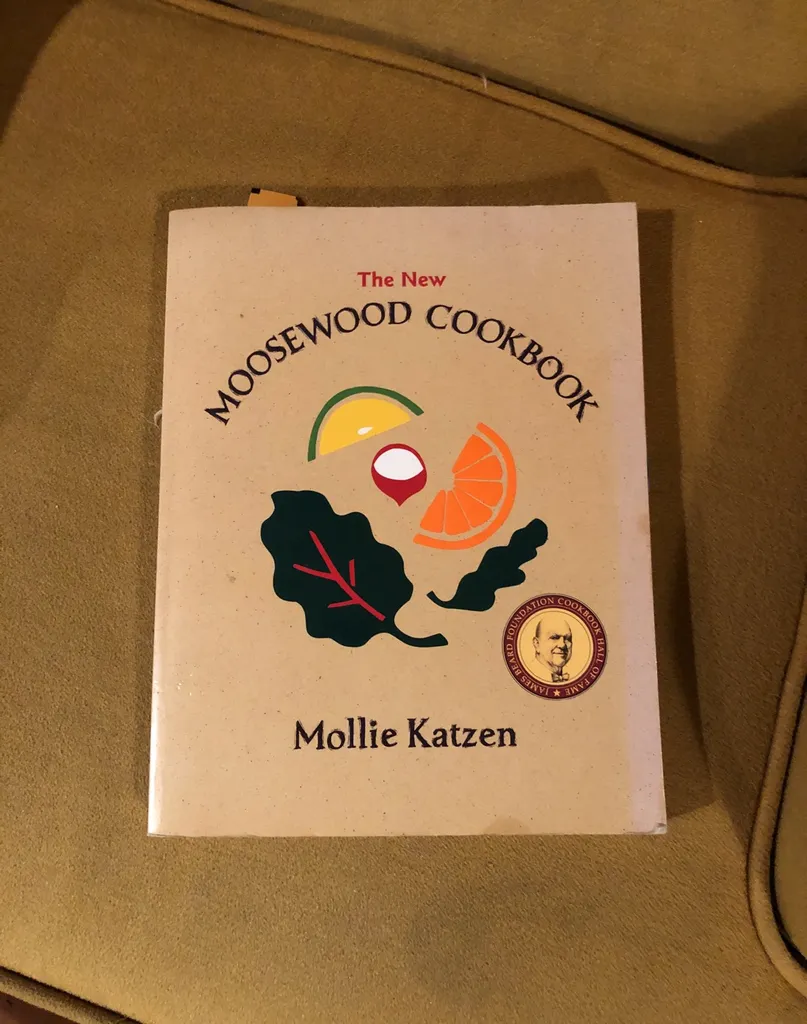 The New
MOOSEWOOD COOKBOOK
JAMES BEARD FOUNDATION COOKBOOK HALL OF FAME ★
Mollie Katzen